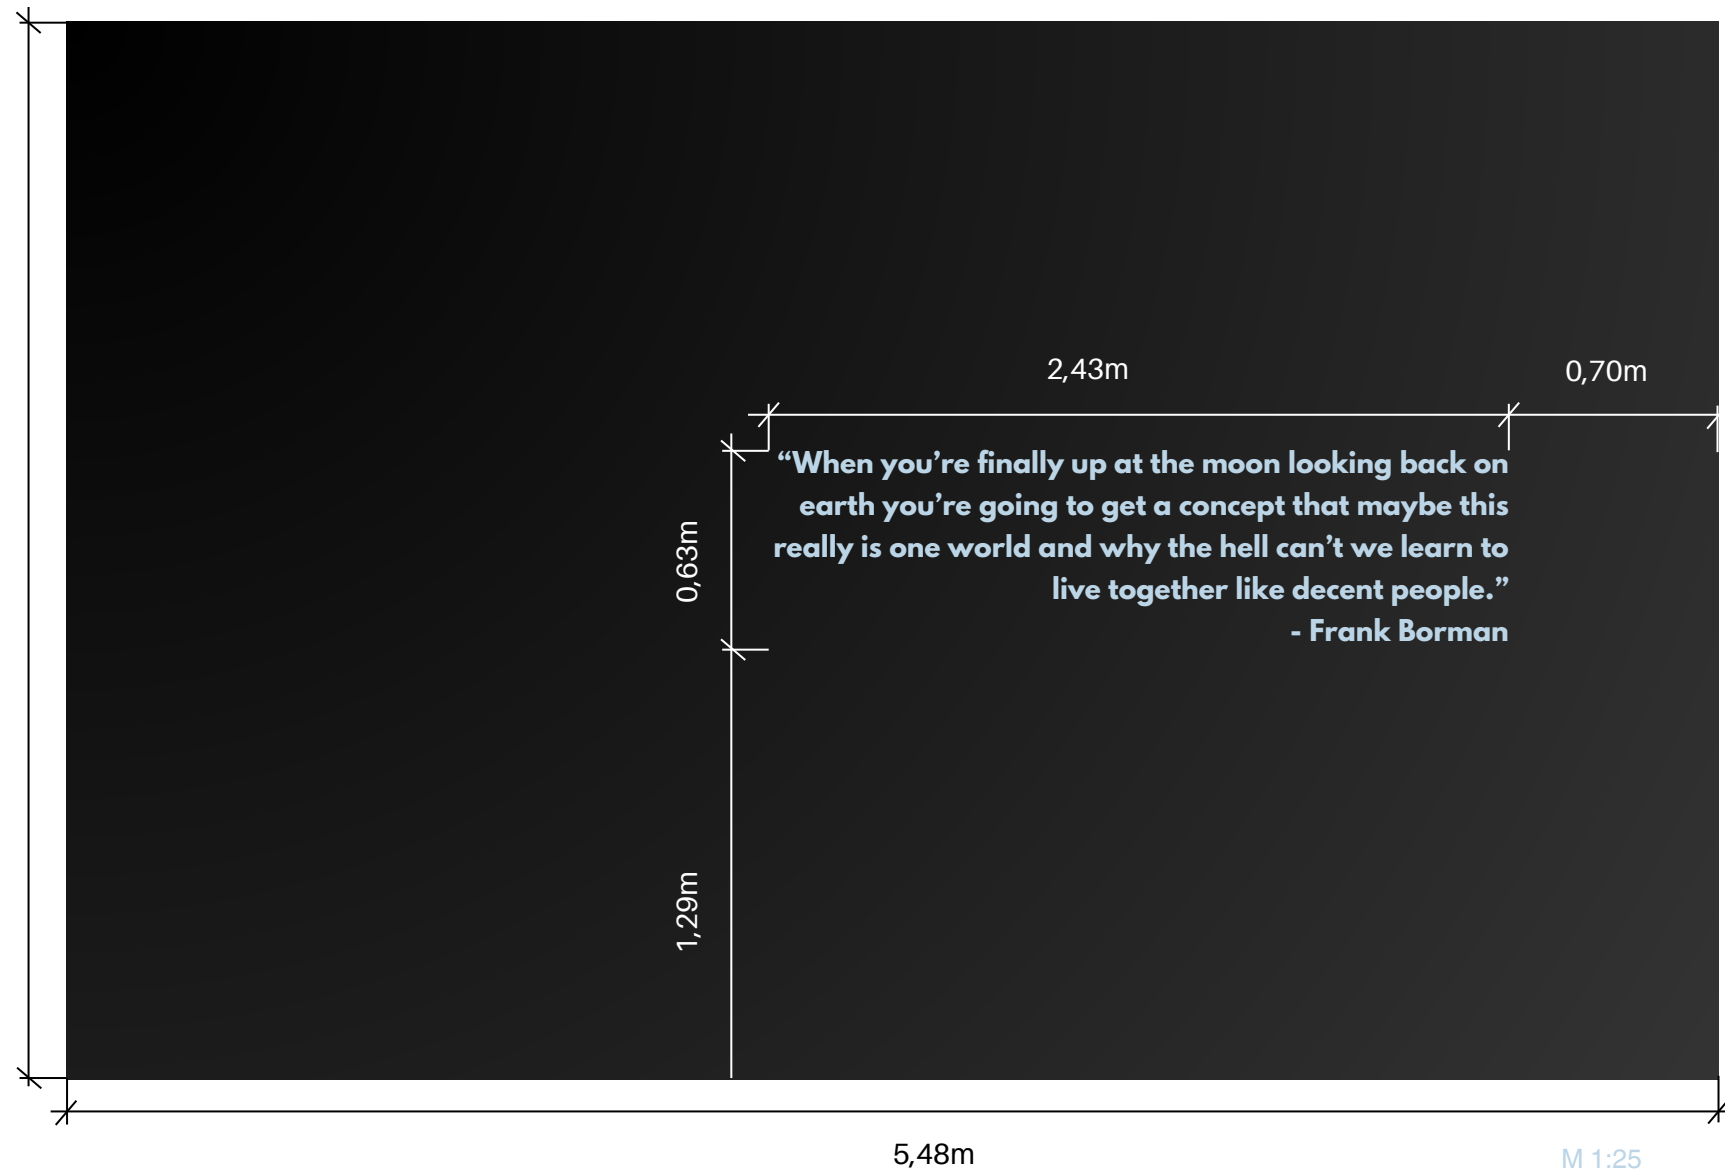 2,43m
0,70m
“When you’re finally up at the moon looking back on
earth you’re going to get a concept that maybe this
really is one world and why the hell can’t we learn to
live together like decent people.”
- Frank Borman
0,63m
1,29m
5,48m
M 1:25